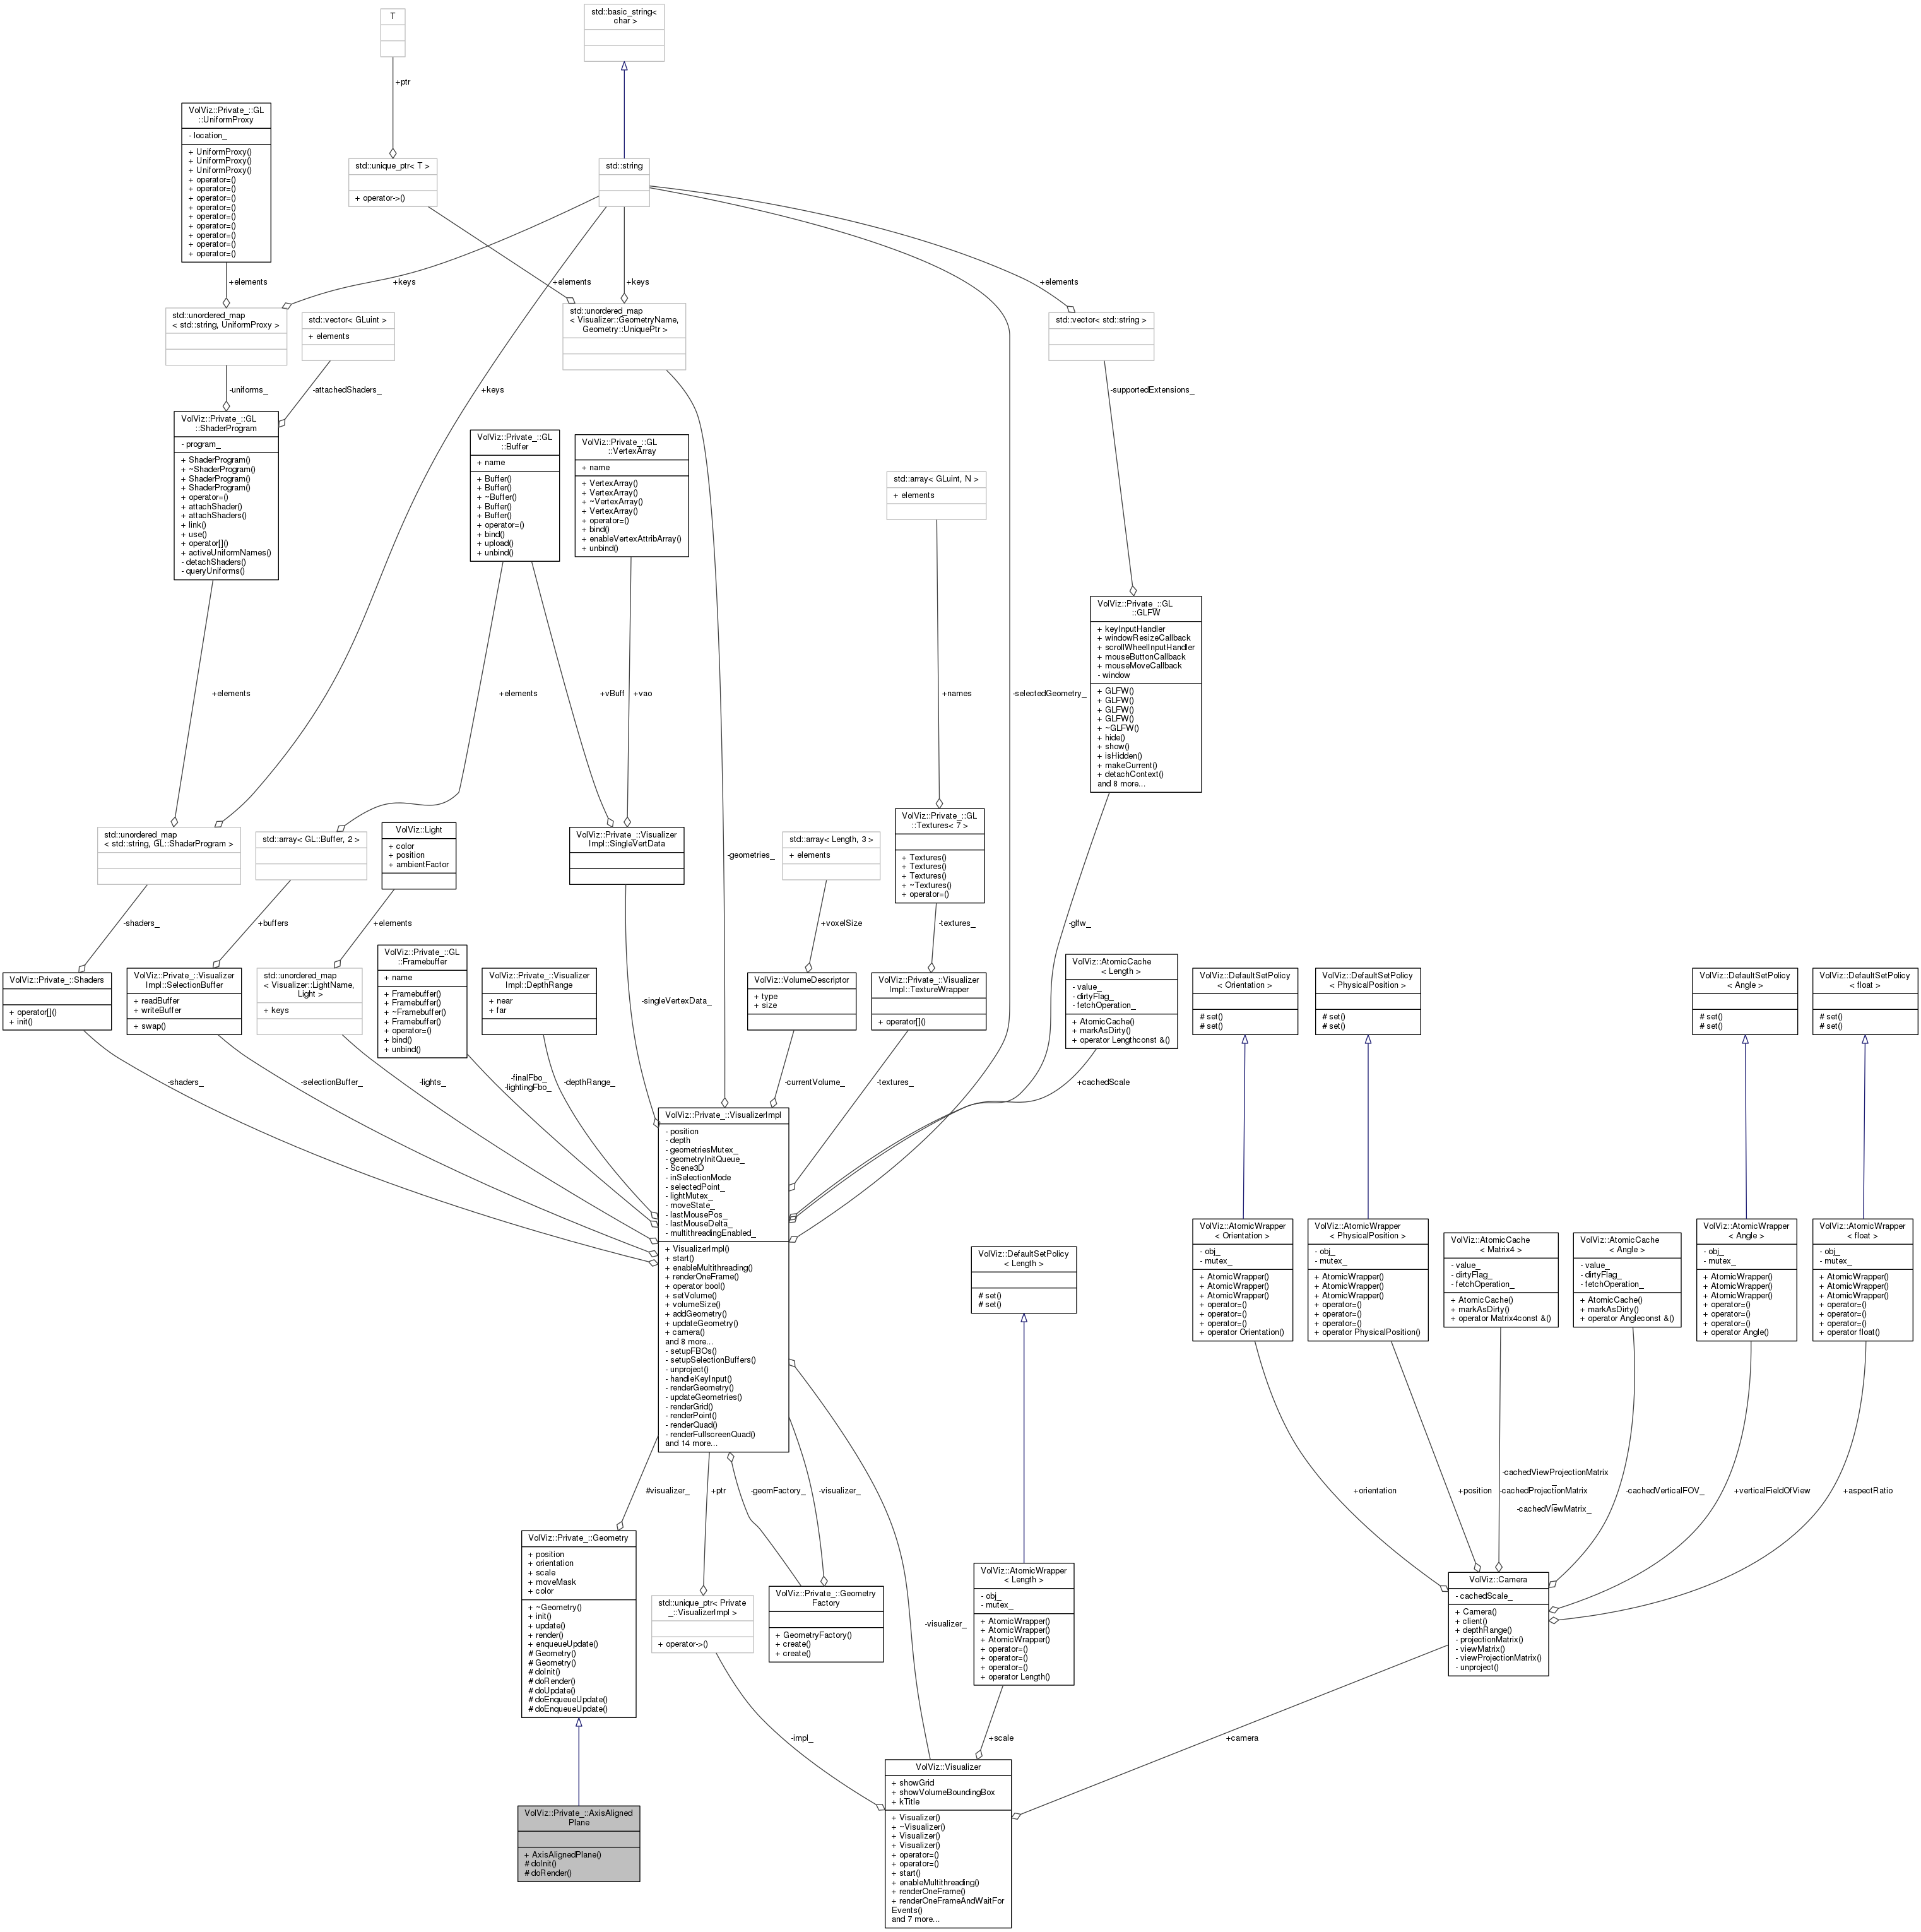 T
std::basic_string<
char >
+ptr
VolViz::Private_::GL
::UniformProxy
- location_
+ UniformProxy()
+ UniformProxy()
+ UniformProxy()
+ operator=()
+ operator=()
+ operator=()
+ operator=()
+ operator=()
+ operator=()
+ operator=()
+ operator=()
+ operator=()
std::unique_ptr< T >
+ operator->()
std::string
+elements
+keys
+elements
+keys
+elements
std::unordered_map
< std::string, UniformProxy >
std::vector< GLuint >
+ elements
std::unordered_map
< Visualizer::GeometryName,
Geometry::UniquePtr >
std::vector< std::string >
-uniforms_
-attachedShaders_
+keys
-supportedExtensions_
VolViz::Private_::GL
::ShaderProgram
- program_
+ ShaderProgram()
+ ~ShaderProgram()
+ ShaderProgram()
+ ShaderProgram()
+ operator=()
+ attachShader()
+ attachShaders()
+ link()
+ use()
+ operator[]()
+ activeUniformNames()
- detachShaders()
- queryUniforms()
VolViz::Private_::GL
::Buffer
+ name
+ Buffer()
+ Buffer()
+ ~Buffer()
+ Buffer()
+ Buffer()
+ operator=()
+ bind()
+ upload()
+ unbind()
VolViz::Private_::GL
::VertexArray
+ name
+ VertexArray()
+ VertexArray()
+ ~VertexArray()
+ VertexArray()
+ operator=()
+ bind()
+ enableVertexAttribArray()
+ unbind()
std::array< GLuint, N >
+ elements
VolViz::Private_::GL
::GLFW
+ keyInputHandler
+ windowResizeCallback
+ scrollWheelInputHandler
+ mouseButtonCallback
+ mouseMoveCallback
- window
+ GLFW()
+ GLFW()
+ GLFW()
+ GLFW()
+ ~GLFW()
+ hide()
+ show()
+ isHidden()
+ makeCurrent()
+ detachContext()
and 8 more...
+elements
+elements
+vBuff
+vao
+names
-selectedGeometry_
std::unordered_map
< std::string, GL::ShaderProgram >
std::array< GL::Buffer, 2 >
VolViz::Light
+ color
+ position
+ ambientFactor
VolViz::Private_::Visualizer
Impl::SingleVertData
-geometries_
std::array< Length, 3 >
+ elements
VolViz::Private_::GL
::Textures< 7 >
+ Textures()
+ Textures()
+ Textures()
+ ~Textures()
+ operator=()
-shaders_
+buffers
+elements
+voxelSize
-textures_
-glfw_
VolViz::Private_::Shaders
+ operator[]()
+ init()
VolViz::Private_::Visualizer
Impl::SelectionBuffer
+ readBuffer
+ writeBuffer
+ swap()
std::unordered_map
< Visualizer::LightName,
Light >
+ keys
VolViz::Private_::GL
::Framebuffer
+ name
+ Framebuffer()
+ Framebuffer()
+ ~Framebuffer()
+ Framebuffer()
+ operator=()
+ bind()
+ unbind()
VolViz::Private_::Visualizer
Impl::DepthRange
+ near
+ far
-singleVertexData_
VolViz::VolumeDescriptor
+ type
+ size
VolViz::Private_::Visualizer
Impl::TextureWrapper
+ operator[]()
VolViz::AtomicCache
< Length >
- value_
- dirtyFlag_
- fetchOperation_
+ AtomicCache()
+ markAsDirty()
+ operator Lengthconst &()
VolViz::DefaultSetPolicy
< Orientation >
# set()
# set()
VolViz::DefaultSetPolicy
< PhysicalPosition >
# set()
# set()
VolViz::DefaultSetPolicy
< Angle >
# set()
# set()
VolViz::DefaultSetPolicy
< float >
# set()
# set()
-shaders_
-selectionBuffer_
-lights_
-finalFbo_
-lightingFbo_
-depthRange_
-currentVolume_
-textures_
+cachedScale
VolViz::Private_::VisualizerImpl
- position
- depth
- geometriesMutex_
- geometryInitQueue_
- Scene3D
- inSelectionMode
- selectedPoint_
- lightMutex_
- moveState_
- lastMousePos_
- lastMouseDelta_
- multithreadingEnabled_
+ VisualizerImpl()
+ start()
+ enableMultithreading()
+ renderOneFrame()
+ operator bool()
+ setVolume()
+ volumeSize()
+ addGeometry()
+ updateGeometry()
+ camera()
and 8 more...
- setupFBOs()
- setupSelectionBuffers()
- unproject()
- handleKeyInput()
- renderGeometry()
- updateGeometries()
- renderGrid()
- renderPoint()
- renderQuad()
- renderFullscreenQuad()
and 14 more...
VolViz::DefaultSetPolicy
< Length >
# set()
# set()
VolViz::AtomicWrapper
< Orientation >
- obj_
- mutex_
+ AtomicWrapper()
+ AtomicWrapper()
+ AtomicWrapper()
+ operator=()
+ operator=()
+ operator=()
+ operator Orientation()
VolViz::AtomicWrapper
< PhysicalPosition >
- obj_
- mutex_
+ AtomicWrapper()
+ AtomicWrapper()
+ AtomicWrapper()
+ operator=()
+ operator=()
+ operator=()
+ operator PhysicalPosition()
VolViz::AtomicCache
< Matrix4 >
- value_
- dirtyFlag_
- fetchOperation_
+ AtomicCache()
+ markAsDirty()
+ operator Matrix4const &()
VolViz::AtomicCache
< Angle >
- value_
- dirtyFlag_
- fetchOperation_
+ AtomicCache()
+ markAsDirty()
+ operator Angleconst &()
VolViz::AtomicWrapper
< Angle >
- obj_
- mutex_
+ AtomicWrapper()
+ AtomicWrapper()
+ AtomicWrapper()
+ operator=()
+ operator=()
+ operator=()
+ operator Angle()
VolViz::AtomicWrapper
< float >
- obj_
- mutex_
+ AtomicWrapper()
+ AtomicWrapper()
+ AtomicWrapper()
+ operator=()
+ operator=()
+ operator=()
+ operator float()
#visualizer_
+ptr
-geomFactory_
-visualizer_
+orientation
+position
-cachedViewProjectionMatrix
_
-cachedProjectionMatrix
_
-cachedViewMatrix_
-cachedVerticalFOV_
+verticalFieldOfView
+aspectRatio
VolViz::Private_::Geometry
+ position
+ orientation
+ scale
+ moveMask
+ color
+ ~Geometry()
+ init()
+ update()
+ render()
+ enqueueUpdate()
# Geometry()
# Geometry()
# doInit()
# doRender()
# doUpdate()
# doEnqueueUpdate()
# doEnqueueUpdate()
std::unique_ptr< Private
_::VisualizerImpl >
+ operator->()
VolViz::Private_::Geometry
Factory
+ GeometryFactory()
+ create()
+ create()
-visualizer_
VolViz::AtomicWrapper
< Length >
- obj_
- mutex_
+ AtomicWrapper()
+ AtomicWrapper()
+ AtomicWrapper()
+ operator=()
+ operator=()
+ operator=()
+ operator Length()
VolViz::Camera
- cachedScale_
+ Camera()
+ client()
+ depthRange()
- projectionMatrix()
- viewMatrix()
- viewProjectionMatrix()
- unproject()
-impl_
+scale
+camera
VolViz::Private_::AxisAligned
Plane
+ AxisAlignedPlane()
# doInit()
# doRender()
VolViz::Visualizer
+ showGrid
+ showVolumeBoundingBox
+ kTitle
+ Visualizer()
+ ~Visualizer()
+ Visualizer()
+ Visualizer()
+ operator=()
+ operator=()
+ start()
+ enableMultithreading()
+ renderOneFrame()
+ renderOneFrameAndWaitFor
Events()
and 7 more...